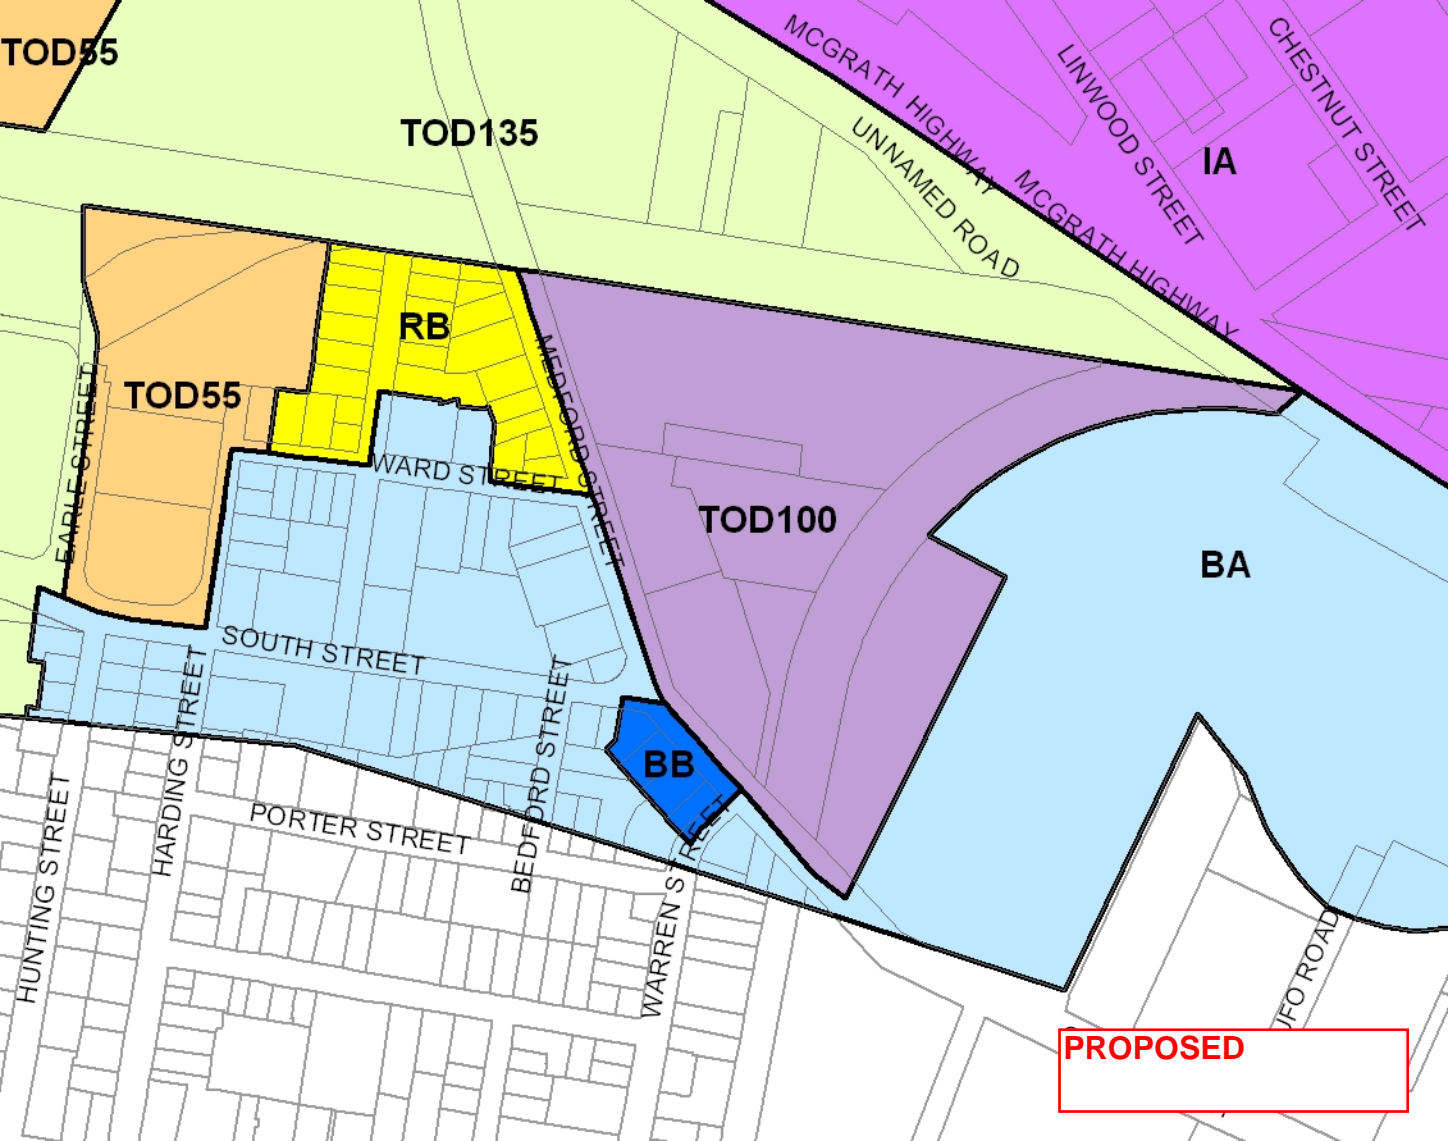 TOD55
TOD135
MCGRATH HIGHWAY
UNNAMED ROAD
MCGRATH HIGHWAY
LINWOOD STREET
CHESTNUT STREET
IA
TOD55
RB
EARLE STREET
MEDFORD STREET
WARD STREET
TOD100
BA
SOUTH STREET
BB
HARDING STREET
BEDFORD STREET
HUNTING STREET
PORTER STREET
WARREN STREET
ROAD
PROPOSED